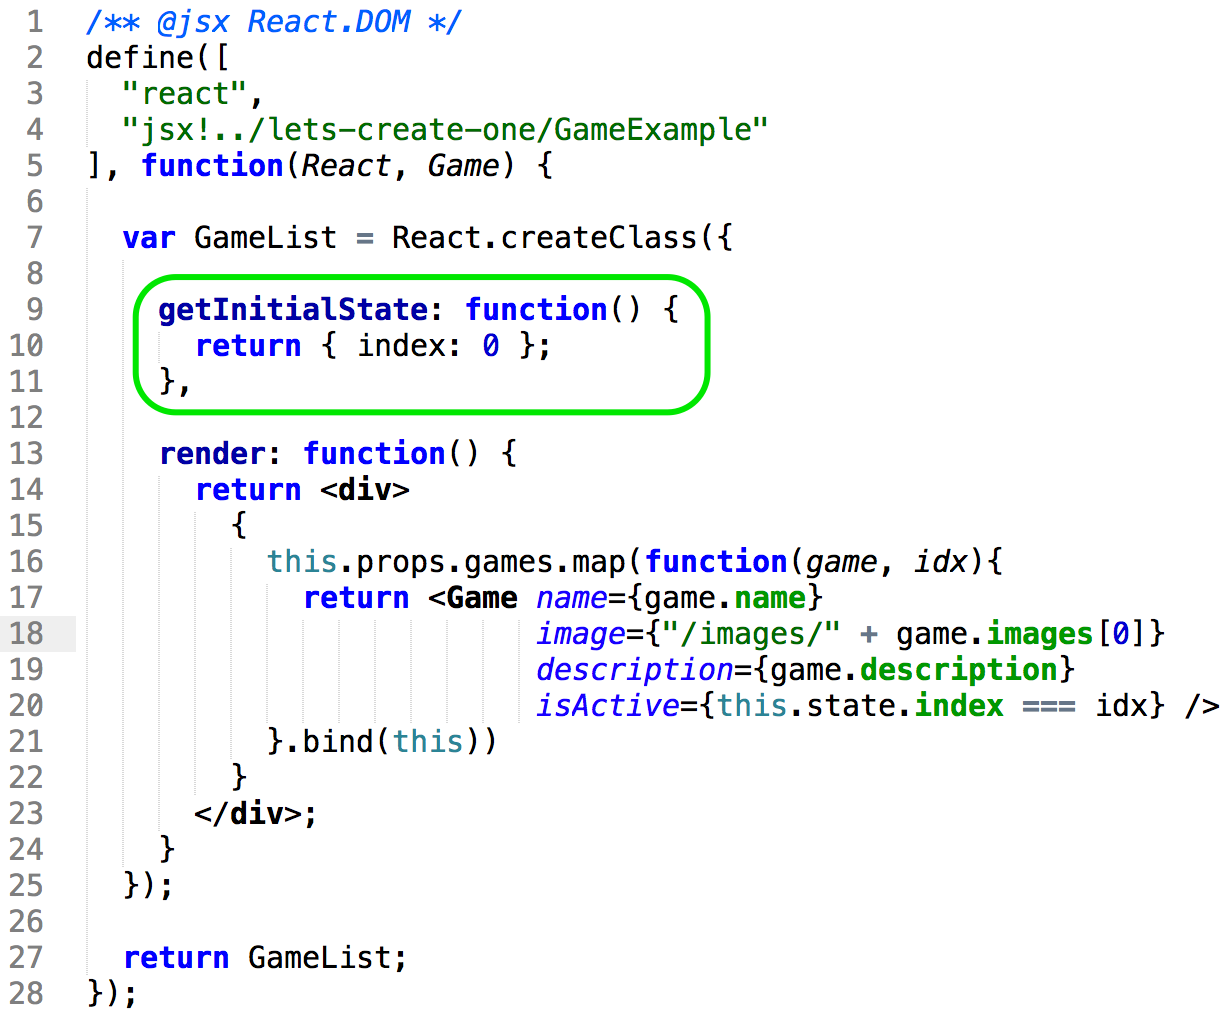 1 /** @jsx React.DOM */
2 define([
3   "react",
4   "jsx!../lets-create-one/GameExample"
5 ], function(React, Game) {
6
7   var GameList = React.createClass({
8
9     getInitialState: function() {
10       return { index: 0 };
11     },
12
13     render: function() {
14       return <div>
15         {
16           this.props.games.map(function(game, idx){
17             return <Game name={game.name}
18                          image={"/images/" + game.images[0]}
19                          description={game.description}
20                          isActive={this.state.index === idx} />
21           }.bind(this))
22         }
23       </div>;
24     }
25   });
26
27   return GameList;
28 });